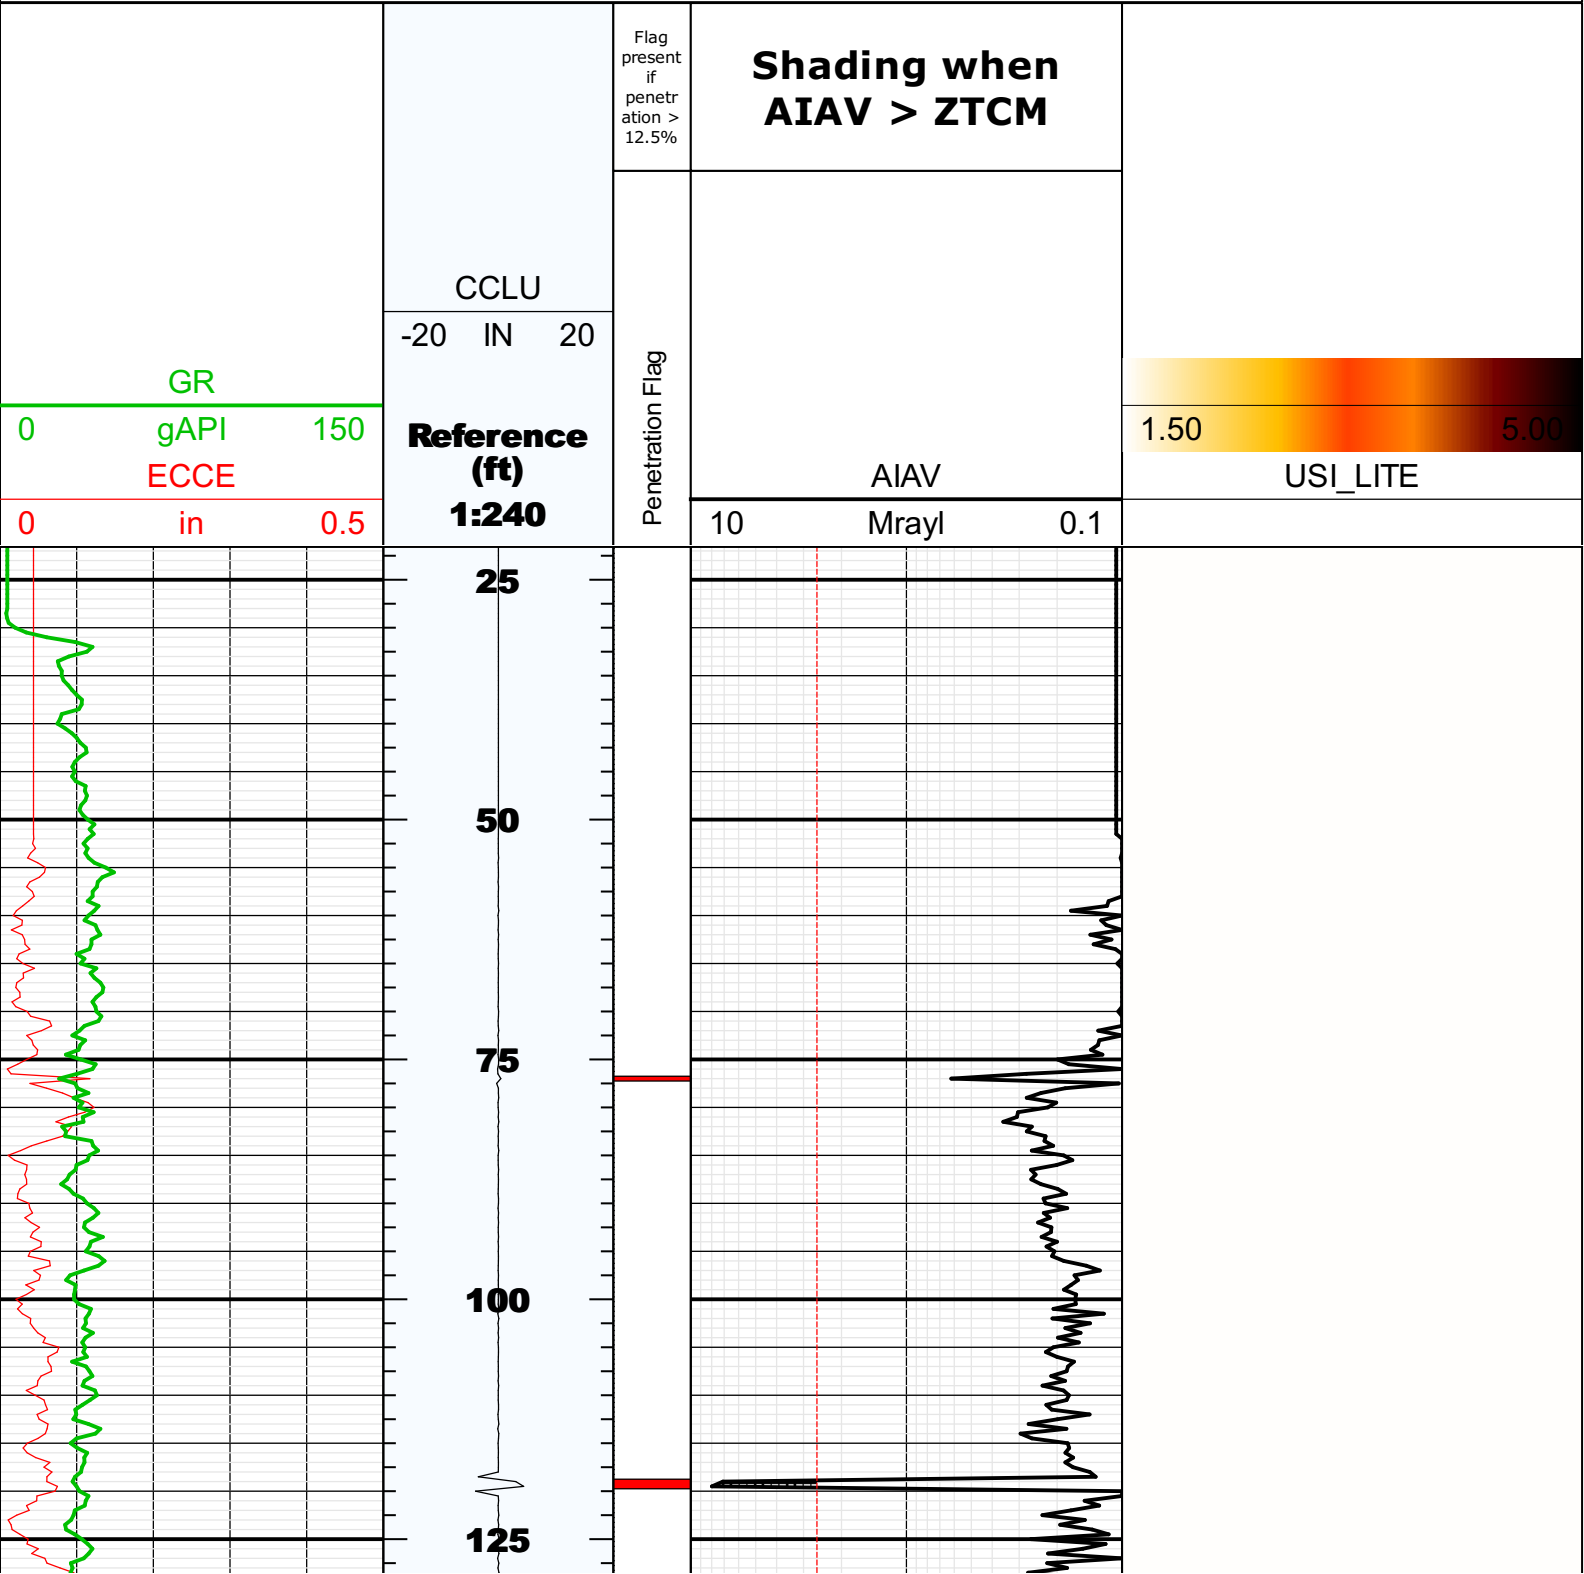 Flag
present
if
penetr
ation >
12.5%
Shading when
AIAV > ZTCM
CCLU
-20 IN 20
GR
0 gAPI 150
ECCE
0 in 0.5
Reference
(ft)
1:240
Penetration Flag
AIAV
10 Mrayl 0.1
1.50 5.00
USI_LITE
25
50
75
100
125